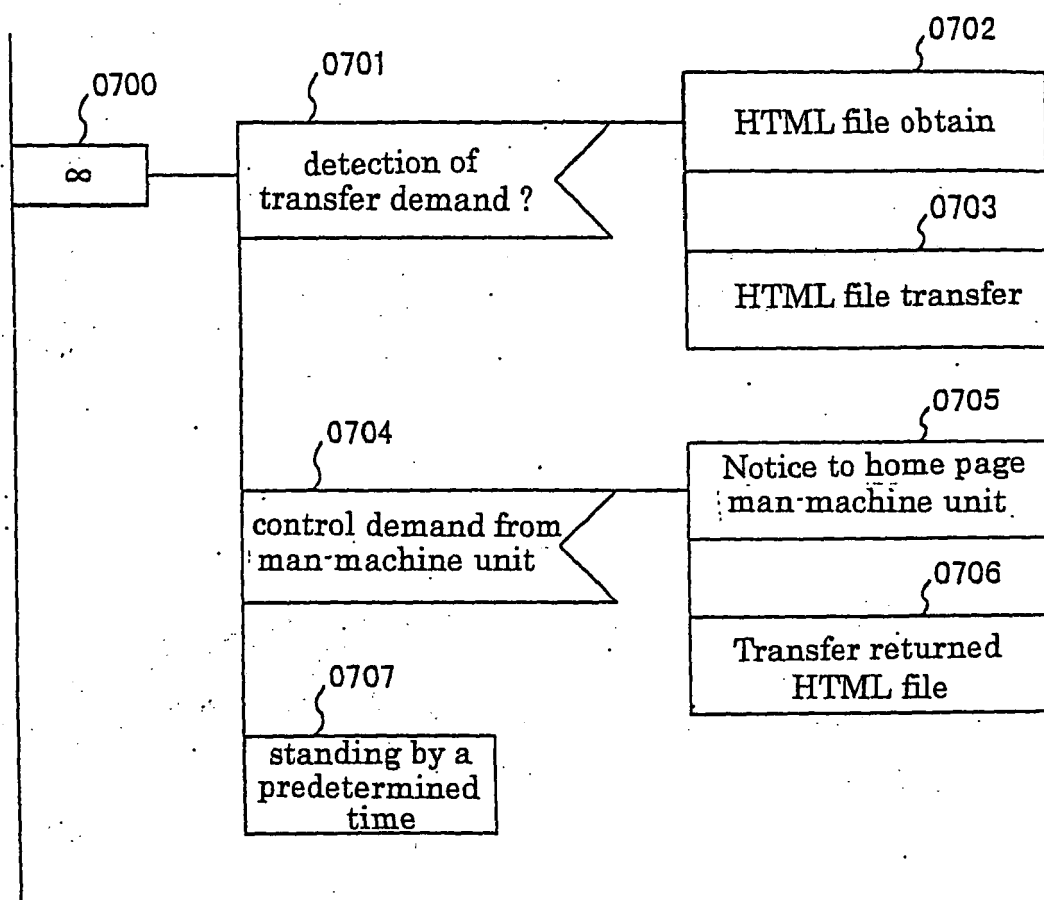 0700
∞
0701
detection of
transfer demand ?
0702
HTML file obtain
0703
HTML file transfer
0704
control demand from
man-machine unit
0705
Notice to home page
man-machine unit
0706
Transfer returned
HTML file
0707
standing by a
predetermined
time